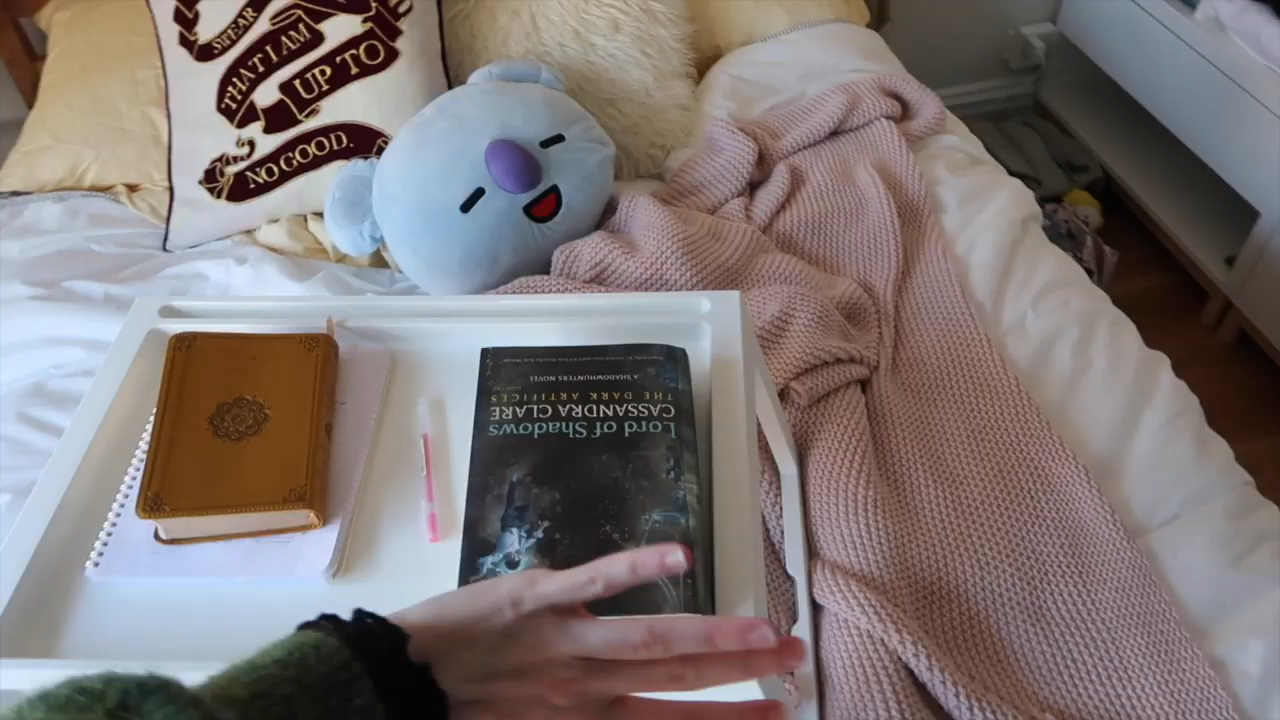 SWEAR
THAT I AM
UP TO
NO GOOD.
Lord of Shadows
CASSANDRA CLARE
THE DARK ARTIFICES
A SHADOWHUNTERS NOVEL